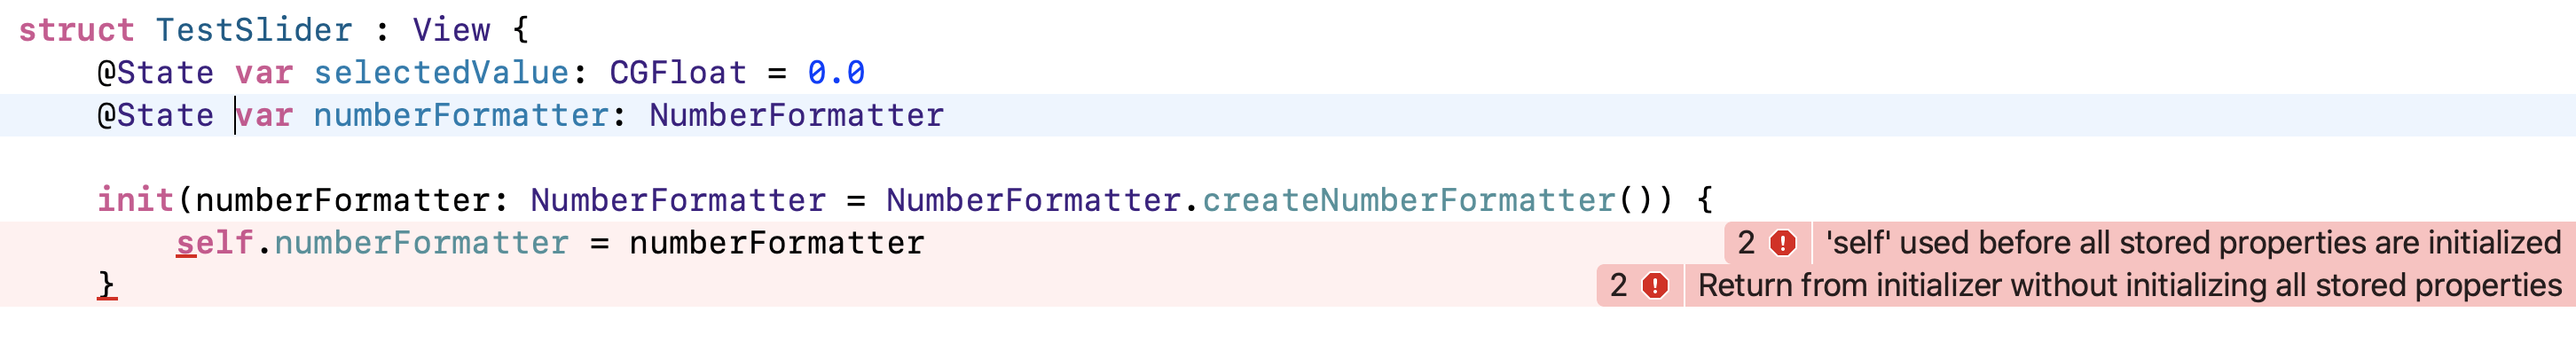 struct TestSlider : View {
@State var selectedValue: CGFloat = 0.0
@State var numberFormatter: NumberFormatter
init(numberFormatter: NumberFormatter = NumberFormatter.createNumberFormatter()) {
self.numberFormatter = numberFormatter 2 'self' used before all stored properties are initialized
} 2 Return from initializer without initializing all stored properties